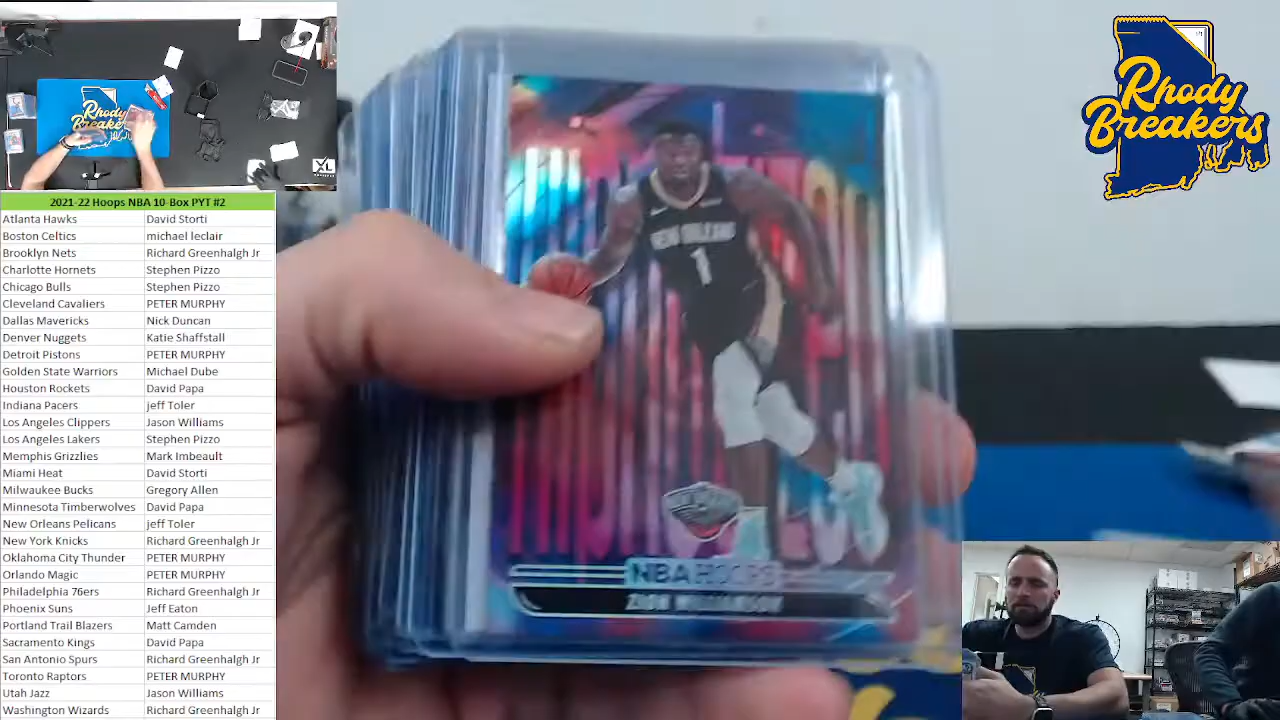 Rhody
Breakers
2021-22 Hoops NBA 10-Box PYT #2
Atlanta Hawks David Storti
Boston Celtics michael leclair
Brooklyn Nets Richard Greenhalgh Jr
Charlotte Hornets Stephen Pizzo
Chicago Bulls Stephen Pizzo
Cleveland Cavaliers PETER MURPHY
Dallas Mavericks Nick Duncan
Denver Nuggets Katie Shaffstall
Detroit Pistons PETER MURPHY
Golden State Warriors Michael Dube
Houston Rockets David Papa
Indiana Pacers jeff Toler
Los Angeles Clippers Jason Williams
Los Angeles Lakers Stephen Pizzo
Memphis Grizzlies Mark Imbeault
Miami Heat David Storti
Milwaukee Bucks Gregory Allen
Minnesota Timberwolves David Papa
New Orleans Pelicans jeff Toler
New York Knicks Richard Greenhalgh Jr
Oklahoma City Thunder PETER MURPHY
Orlando Magic PETER MURPHY
Philadelphia 76ers Richard Greenhalgh Jr
Phoenix Suns Jeff Eaton
Portland Trail Blazers Matt Camden
Sacramento Kings David Papa
San Antonio Spurs Richard Greenhalgh Jr
Toronto Raptors PETER MURPHY
Utah Jazz Jason Williams
Washington Wizards Richard Greenhalgh Jr
NEW ORLEANS
1
NBA HOOPS
ZION WILLIAMSON
Rhody
Breakers
XL